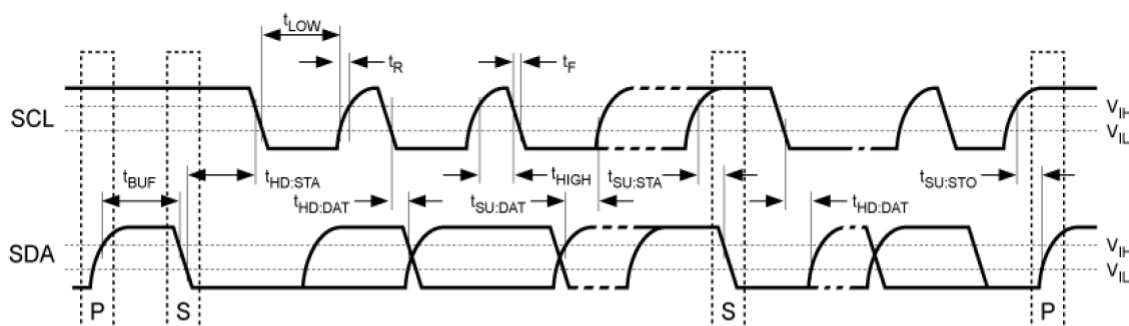 tLOW
tR
tF
SCL
VIH
VIL
tBUF
tHD:STA
tHD:DAT
tSU:DAT
tHIGH
tSU:STA
tSU:STO
tHD:DAT
SDA
VIH
VIL
P
S
S
P